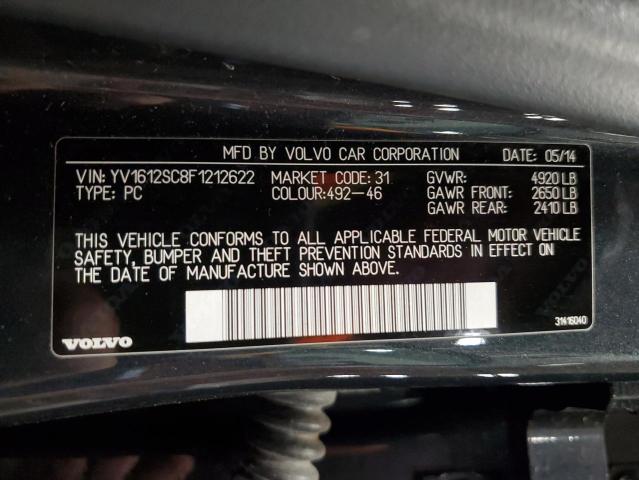 MFD BY VOLVO CAR CORPORATION DATE: 05/14
VIN: YV1612SC8F1212622 MARKET CODE: 31 GVWR: 4920 LB
TYPE: PC COLOUR:492-46 GAWR FRONT: 2650 LB
GAWR REAR: 2410 LB
THIS VEHICLE CONFORMS TO ALL APPLICABLE FEDERAL MOTOR VEHICLE
SAFETY, BUMPER AND THEFT PREVENTION STANDARDS IN EFFECT ON
THE DATE OF MANUFACTURE SHOWN ABOVE.
31416040
VOLVO